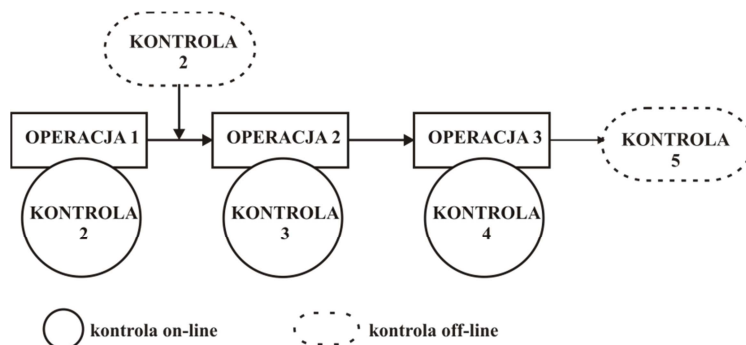 KONTROLA
2
OPERACJA 1
OPERACJA 2
OPERACJA 3
KONTROLA
5
KONTROLA
2
KONTROLA
3
KONTROLA
4
kontrola on-line
kontrola off-line